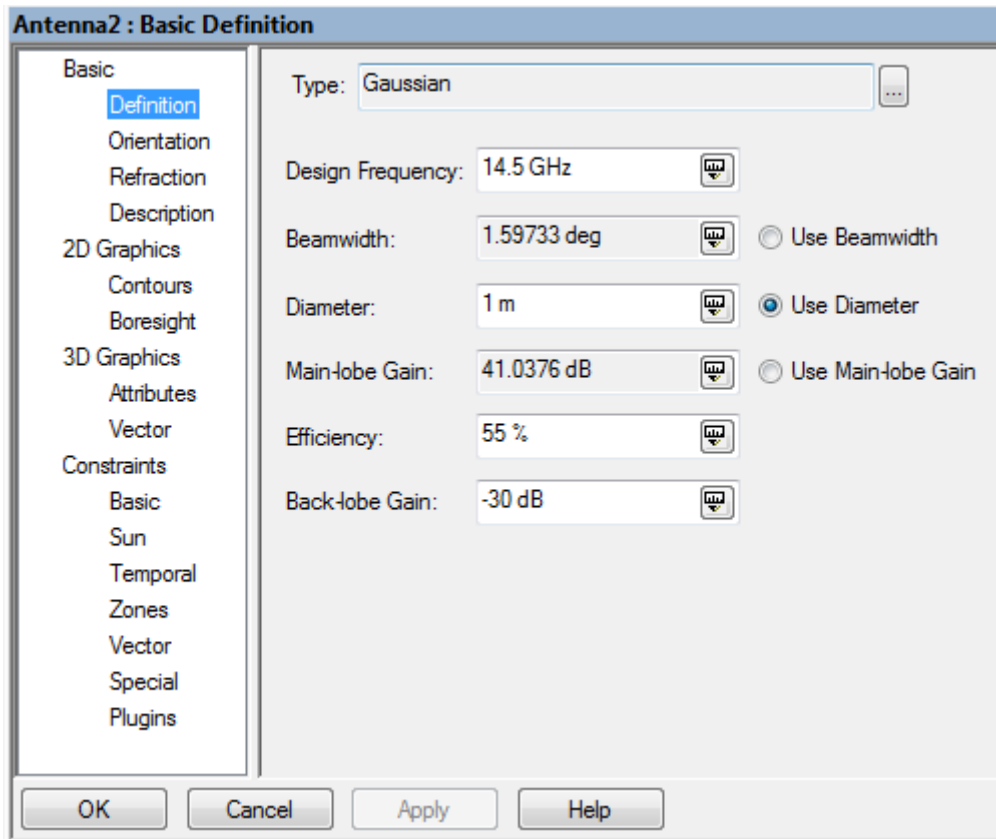 Antenna2 : Basic Definition
Basic
Definition
Orientation
Refraction
Description
2D Graphics
Contours
Boresight
3D Graphics
Attributes
Vector
Constraints
Basic
Sun
Temporal
Zones
Vector
Special
Plugins
Type: Gaussian ...
Design Frequency: 14.5 GHz
Beamwidth: 1.59733 deg Use Beamwidth
Diameter: 1 m Use Diameter
Main-lobe Gain: 41.0376 dB Use Main-lobe Gain
Efficiency: 55 %
Back-lobe Gain: -30 dB
OK Cancel Apply Help